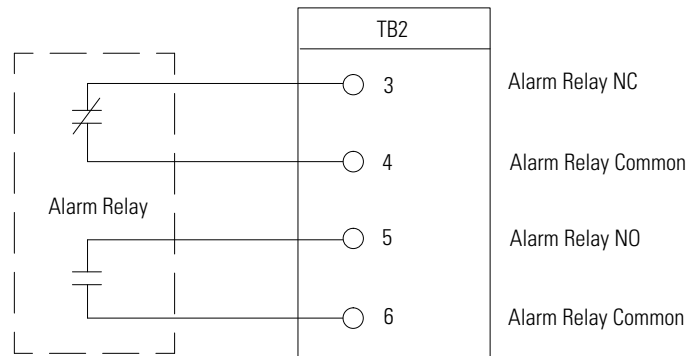 TB2
3 Alarm Relay NC
4 Alarm Relay Common
Alarm Relay
5 Alarm Relay NO
6 Alarm Relay Common